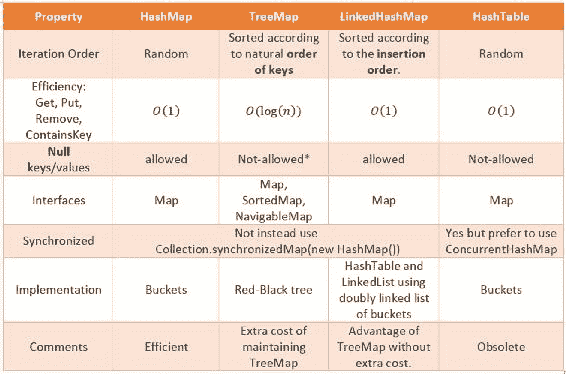 Property HashMap TreeMap LinkedHashMap HashTable
Iteration Order Random Sorted according to natural order of keys Sorted according to the insertion order. Random
Efficiency: Get, Put, Remove, ContainsKey O(1) O(log(n)) O(1) O(1)
Null keys/values allowed Not-allowed* allowed Not-allowed
Interfaces Map Map, SortedMap, NavigableMap Map Map
Synchronized Not instead use Collection.synchronizedMap(new HashMap()) Yes but prefer to use ConcurrentHashMap
Implementation Buckets Red-Black tree HashTable and LinkedList using doubly linked list of buckets Buckets
Comments Efficient Extra cost of maintaining TreeMap Advantage of TreeMap without extra cost. Obsolete